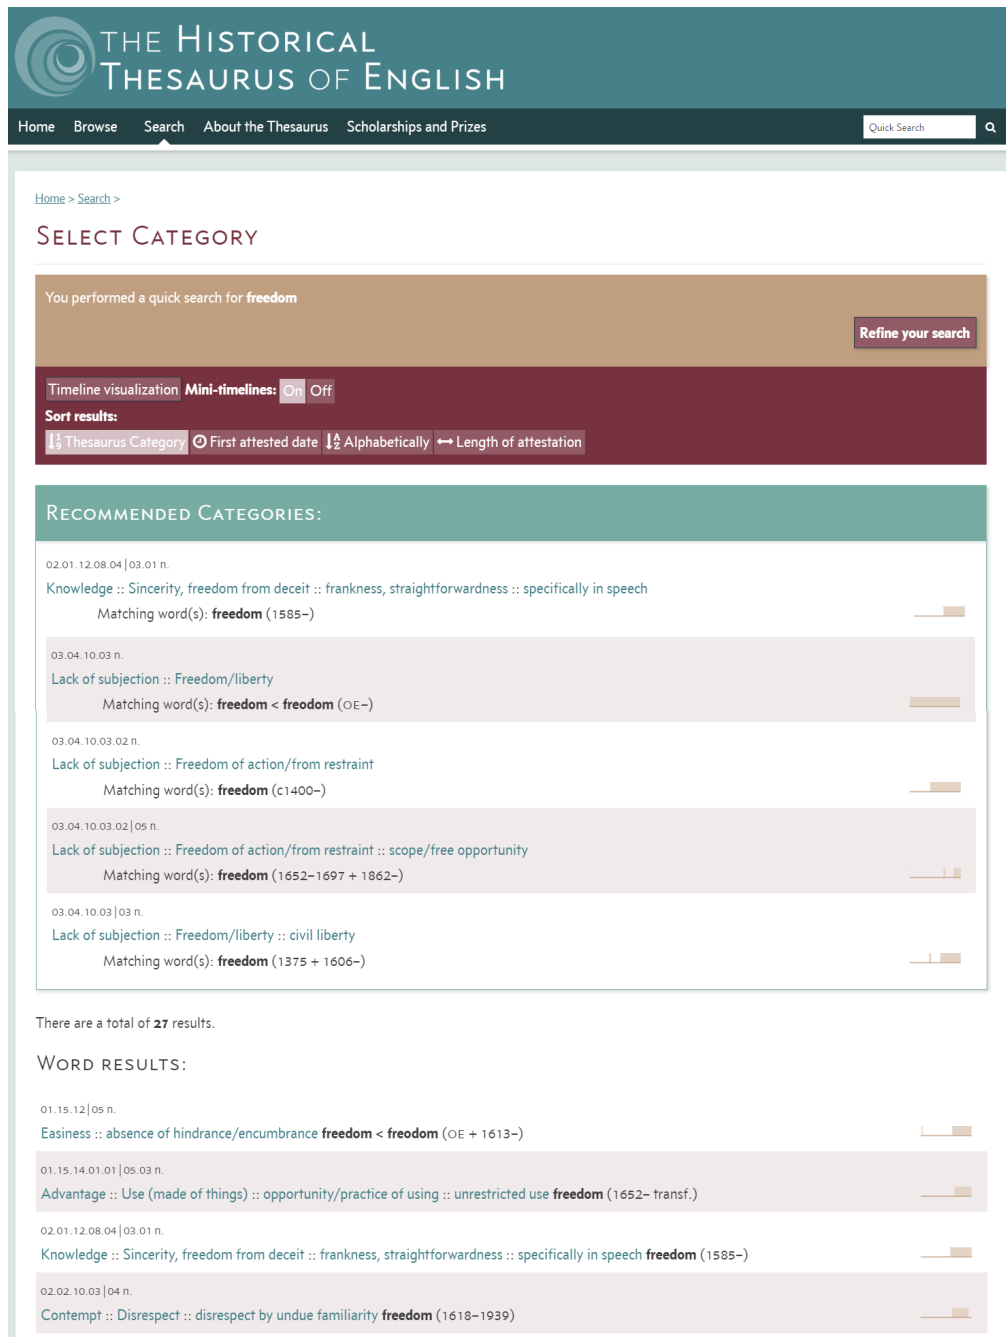 THE HISTORICAL
THESAURUS OF ENGLISH
Home Browse Search About the Thesaurus Scholarships and Prizes Quick Search
Home > Search >
SELECT CATEGORY
You performed a quick search for freedom
Refine your search
Timeline visualization Mini-timelines: On Off
Sort results:
Thesaurus Category First attested date Alphabetically Length of attestation
RECOMMENDED CATEGORIES:
02.01.12.08.04|03.01 n.
Knowledge :: Sincerity, freedom from deceit :: frankness, straightforwardness :: specifically in speech
Matching word(s): freedom (1585–)
03.04.10.03 n.
Lack of subjection :: Freedom/liberty
Matching word(s): freedom < freodom (OE–)
03.04.10.03.02 n.
Lack of subjection :: Freedom of action/from restraint
Matching word(s): freedom (c1400–)
03.04.10.03.02|05 n.
Lack of subjection :: Freedom of action/from restraint :: scope/free opportunity
Matching word(s): freedom (1652–1697 + 1862–)
03.04.10.03|03 n.
Lack of subjection :: Freedom/liberty :: civil liberty
Matching word(s): freedom (1375 + 1606–)
There are a total of 27 results.
WORD RESULTS:
01.15.12|05 n.
Easiness :: absence of hindrance/encumbrance freedom < freodom (OE + 1613–)
01.15.14.01.01|05.03 n.
Advantage :: Use (made of things) :: opportunity/practice of using :: unrestricted use freedom (1652– transf.)
02.01.12.08.04|03.01 n.
Knowledge :: Sincerity, freedom from deceit :: frankness, straightforwardness :: specifically in speech freedom (1585–)
02.02.10.03|04 n.
Contempt :: Disrespect :: disrespect by undue familiarity freedom (1618–1939)